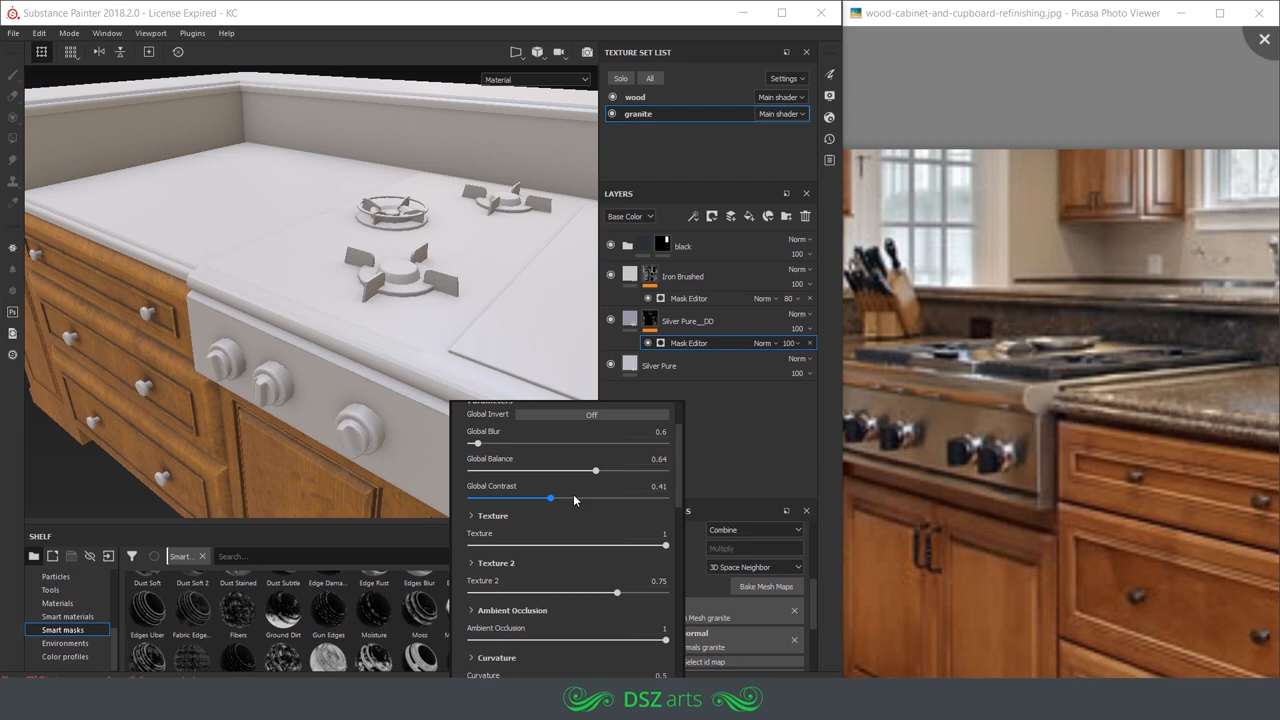 Substance Painter 2018.2.0 - License Expired - KC
wood-cabinet-and-cupboard-refinishing.jpg - Picasa Photo Viewer
File Edit Mode Window Viewport Plugins Help
Material
TEXTURE SET LIST
Solo All Settings
wood Main shader
granite Main shader
LAYERS
Base Color
black Norm 100
Iron Brushed Norm 100
Mask Editor Norm 80
Silver Pure__DD Norm 100
Mask Editor Norm 100
Silver Pure Norm 100
Global Invert Off
Global Blur 0.6
Global Balance 0.64
Global Contrast 0.41
Texture
Texture 1
Texture 2
Texture 2 0.75
Ambient Occlusion
Ambient Occlusion 1
Curvature
Curvature 0.5
Combine
Multiply
3D Space Neighbor
Bake Mesh Maps
Mesh granite
ormal
rmals granite
Select id map
SHELF
Smart... Search...
Particles
Tools
Materials
Smart materials
Smart masks
Environments
Color profiles
Dust Soft Dust Soft 2 Dust Stained Dust Subtle Edge Dama... Edge Rust Edges Blur
Edges Uber Fabric Edge... Fibers Ground Dirt Gun Edges Moisture Moss
Ps
DSZ arts